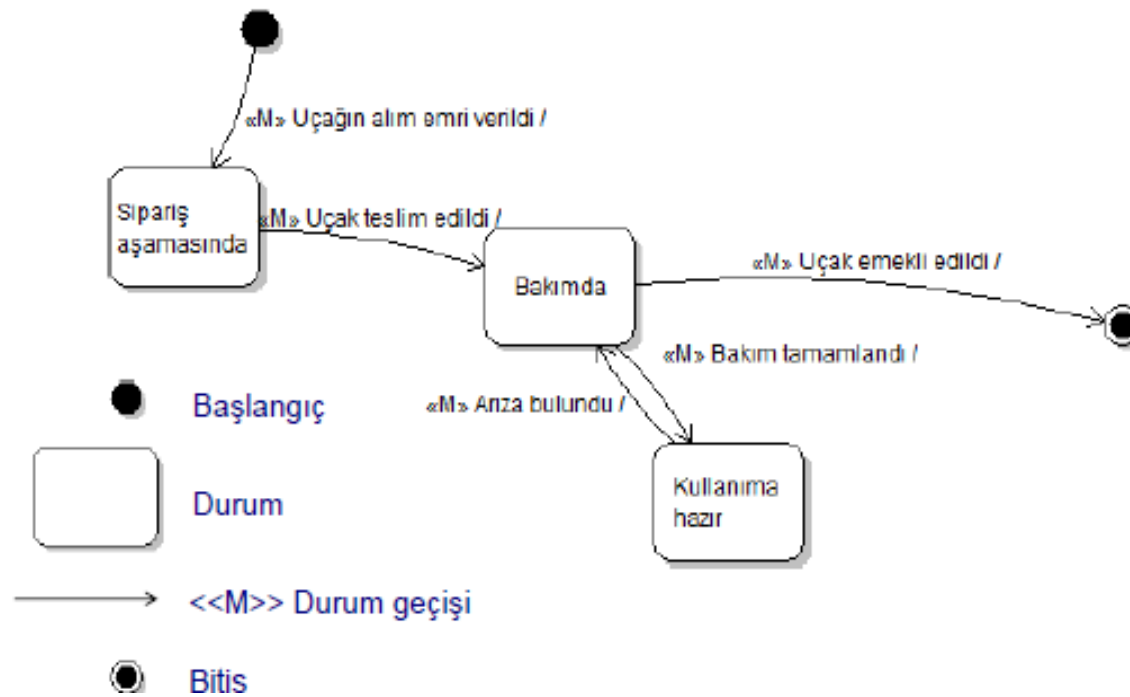 «M» Uçağın alım emri verildi /
Sipariş
aşamasında
«M» Uçak teslim edildi /
Bakımda
«M» Uçak emekli edildi /
«M» Bakım tamamlandı /
«M» Arıza bulundu /
Kullanıma
hazır
Başlangıç
Durum
<<M>> Durum geçişi
Bitiş